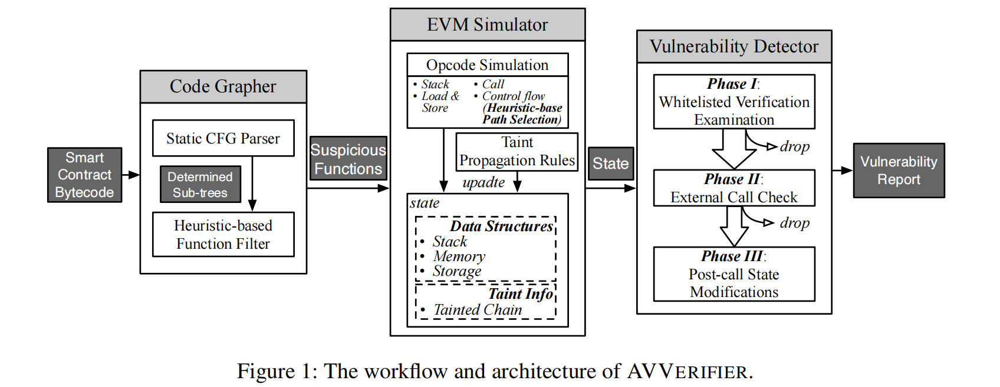 Smart
Contract
Bytecode
Code Grapher
Static CFG Parser
Determined
Sub-trees
Heuristic-based
Function Filter
Suspicious
Functions
EVM Simulator
Opcode Simulation
• Stack
• Load &
Store
• Call
• Control flow
(Heuristic-base
Path Selection)
Taint
Propagation Rules
upadte
state
Data Structures
• Stack
• Memory
• Storage
Taint Info
• Tainted Chain
State
Vulnerability Detector
Phase I:
Whitelisted Verification
Examination
drop
Phase II:
External Call Check
drop
Phase III:
Post-call State
Modifications
Vulnerability
Report
Figure 1: The workflow and architecture of AVVERIFIER.